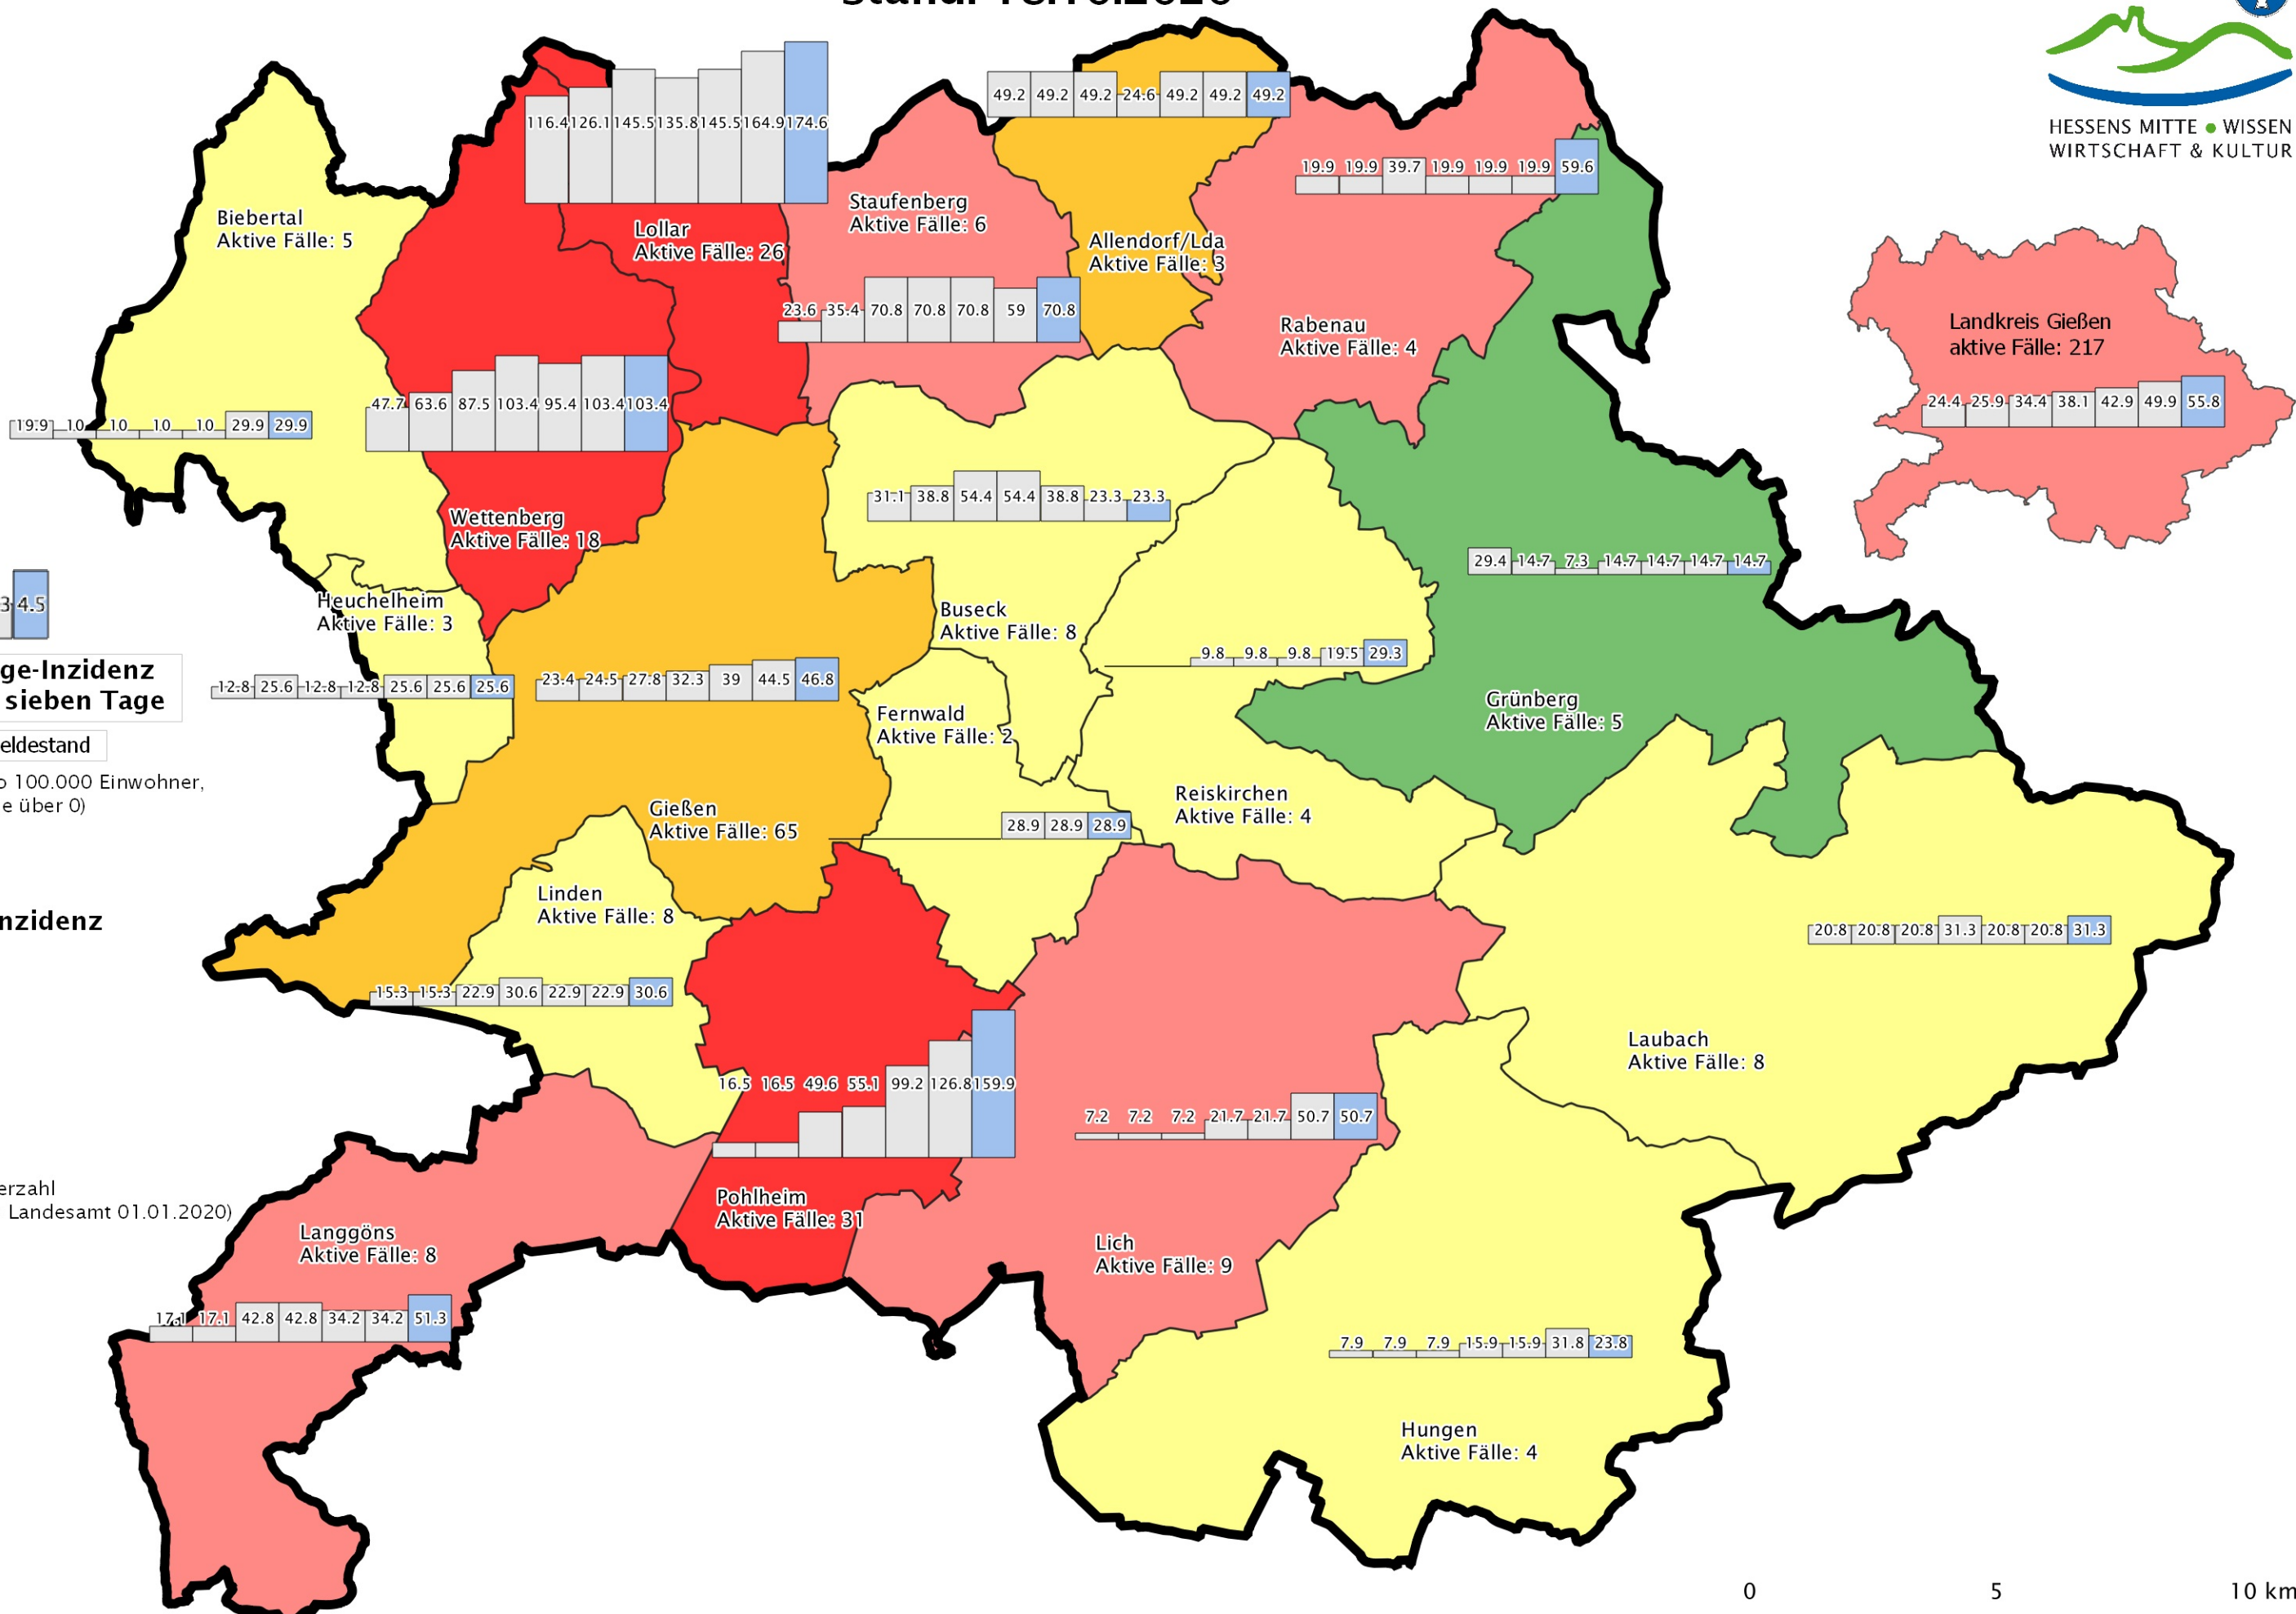 HESSENS MITTE ● WISSEN
WIRTSCHAFT & KULTUR
116.4 126.1 145.5 135.8 145.5 164.9 174.6
49.2 49.2 49.2 24.6 49.2 49.2 49.2
19.9 19.9 39.7 19.9 19.9 19.9 59.6
Biebertal
Aktive Fälle: 5
Lollar
Aktive Fälle: 26
Staufenberg
Aktive Fälle: 6
Allendorf/Lda
Aktive Fälle: 3
23.6 35.4 70.8 70.8 70.8 59 70.8
Rabenau
Aktive Fälle: 4
Landkreis Gießen
aktive Fälle: 217
24.4 25.9 34.4 38.1 42.9 49.9 55.8
19.9 10 10 10 10 29.9 29.9
47.7 63.6 87.5 103.4 95.4 103.4 103.4
Wettenberg
Aktive Fälle: 18
31.1 38.8 54.4 54.4 38.8 23.3 23.3
29.4 14.7 7.3 14.7 14.7 14.7 14.7
3 4.5
Heuchelheim
Aktive Fälle: 3
Buseck
Aktive Fälle: 8
9.8 9.8 9.8 19.5 29.3
ge-Inzidenz
sieben Tage
12.8 25.6 12.8 12.8 25.6 25.6 25.6
23.4 24.5 27.8 32.3 39 44.5 46.8
Grünberg
Aktive Fälle: 5
Fernwald
Aktive Fälle: 2
eldestand
o 100.000 Einwohner,
e über 0)
Gießen
Aktive Fälle: 65
28.9 28.9 28.9
Reiskirchen
Aktive Fälle: 4
Linden
Aktive Fälle: 8
nzidenz
20.8 20.8 20.8 31.3 20.8 20.8 31.3
15.3 15.3 22.9 30.6 22.9 22.9 30.6
Laubach
Aktive Fälle: 8
16.5 16.5 49.6 55.1 99.2 126.8 159.9
7.2 7.2 7.2 21.7 21.7 50.7 50.7
erzahl
Landesamt 01.01.2020)
Pohlheim
Aktive Fälle: 31
Langgöns
Aktive Fälle: 8
Lich
Aktive Fälle: 9
17.1 17.1 42.8 42.8 34.2 34.2 51.3
7.9 7.9 7.9 15.9 15.9 31.8 23.8
Hungen
Aktive Fälle: 4
0 5 10 km